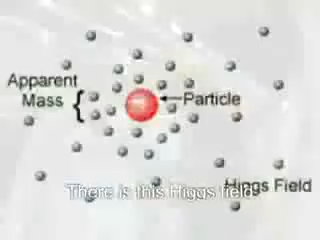 Apparent
Mass
Particle
Higgs Field
There is this Higgs field